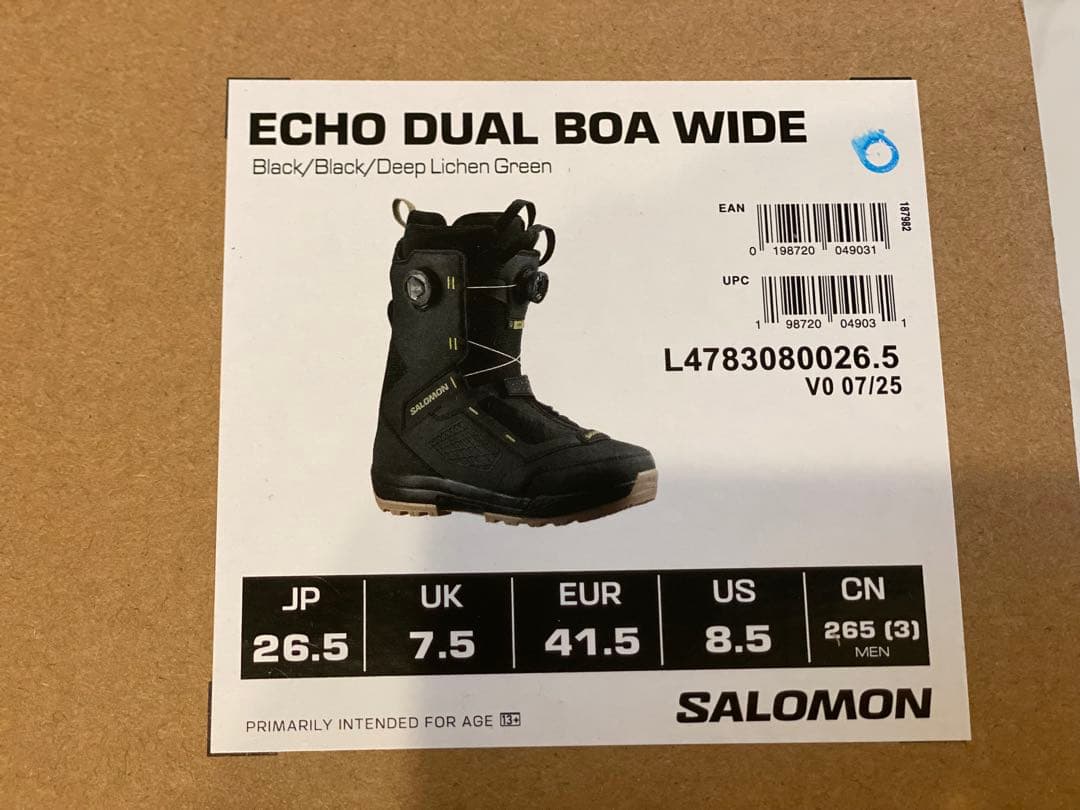 ECHO DUAL BOA WIDE
Black/Black/Deep Lichen Green
EAN
0 198720 049031
187982
UPC
1 98720 04903 1
L4783080026.5
V0 07/25
SALOMON
JP UK EUR US CN
26.5 7.5 41.5 8.5 265 (3)
MEN
PRIMARILY INTENDED FOR AGE 13+
SALOMON